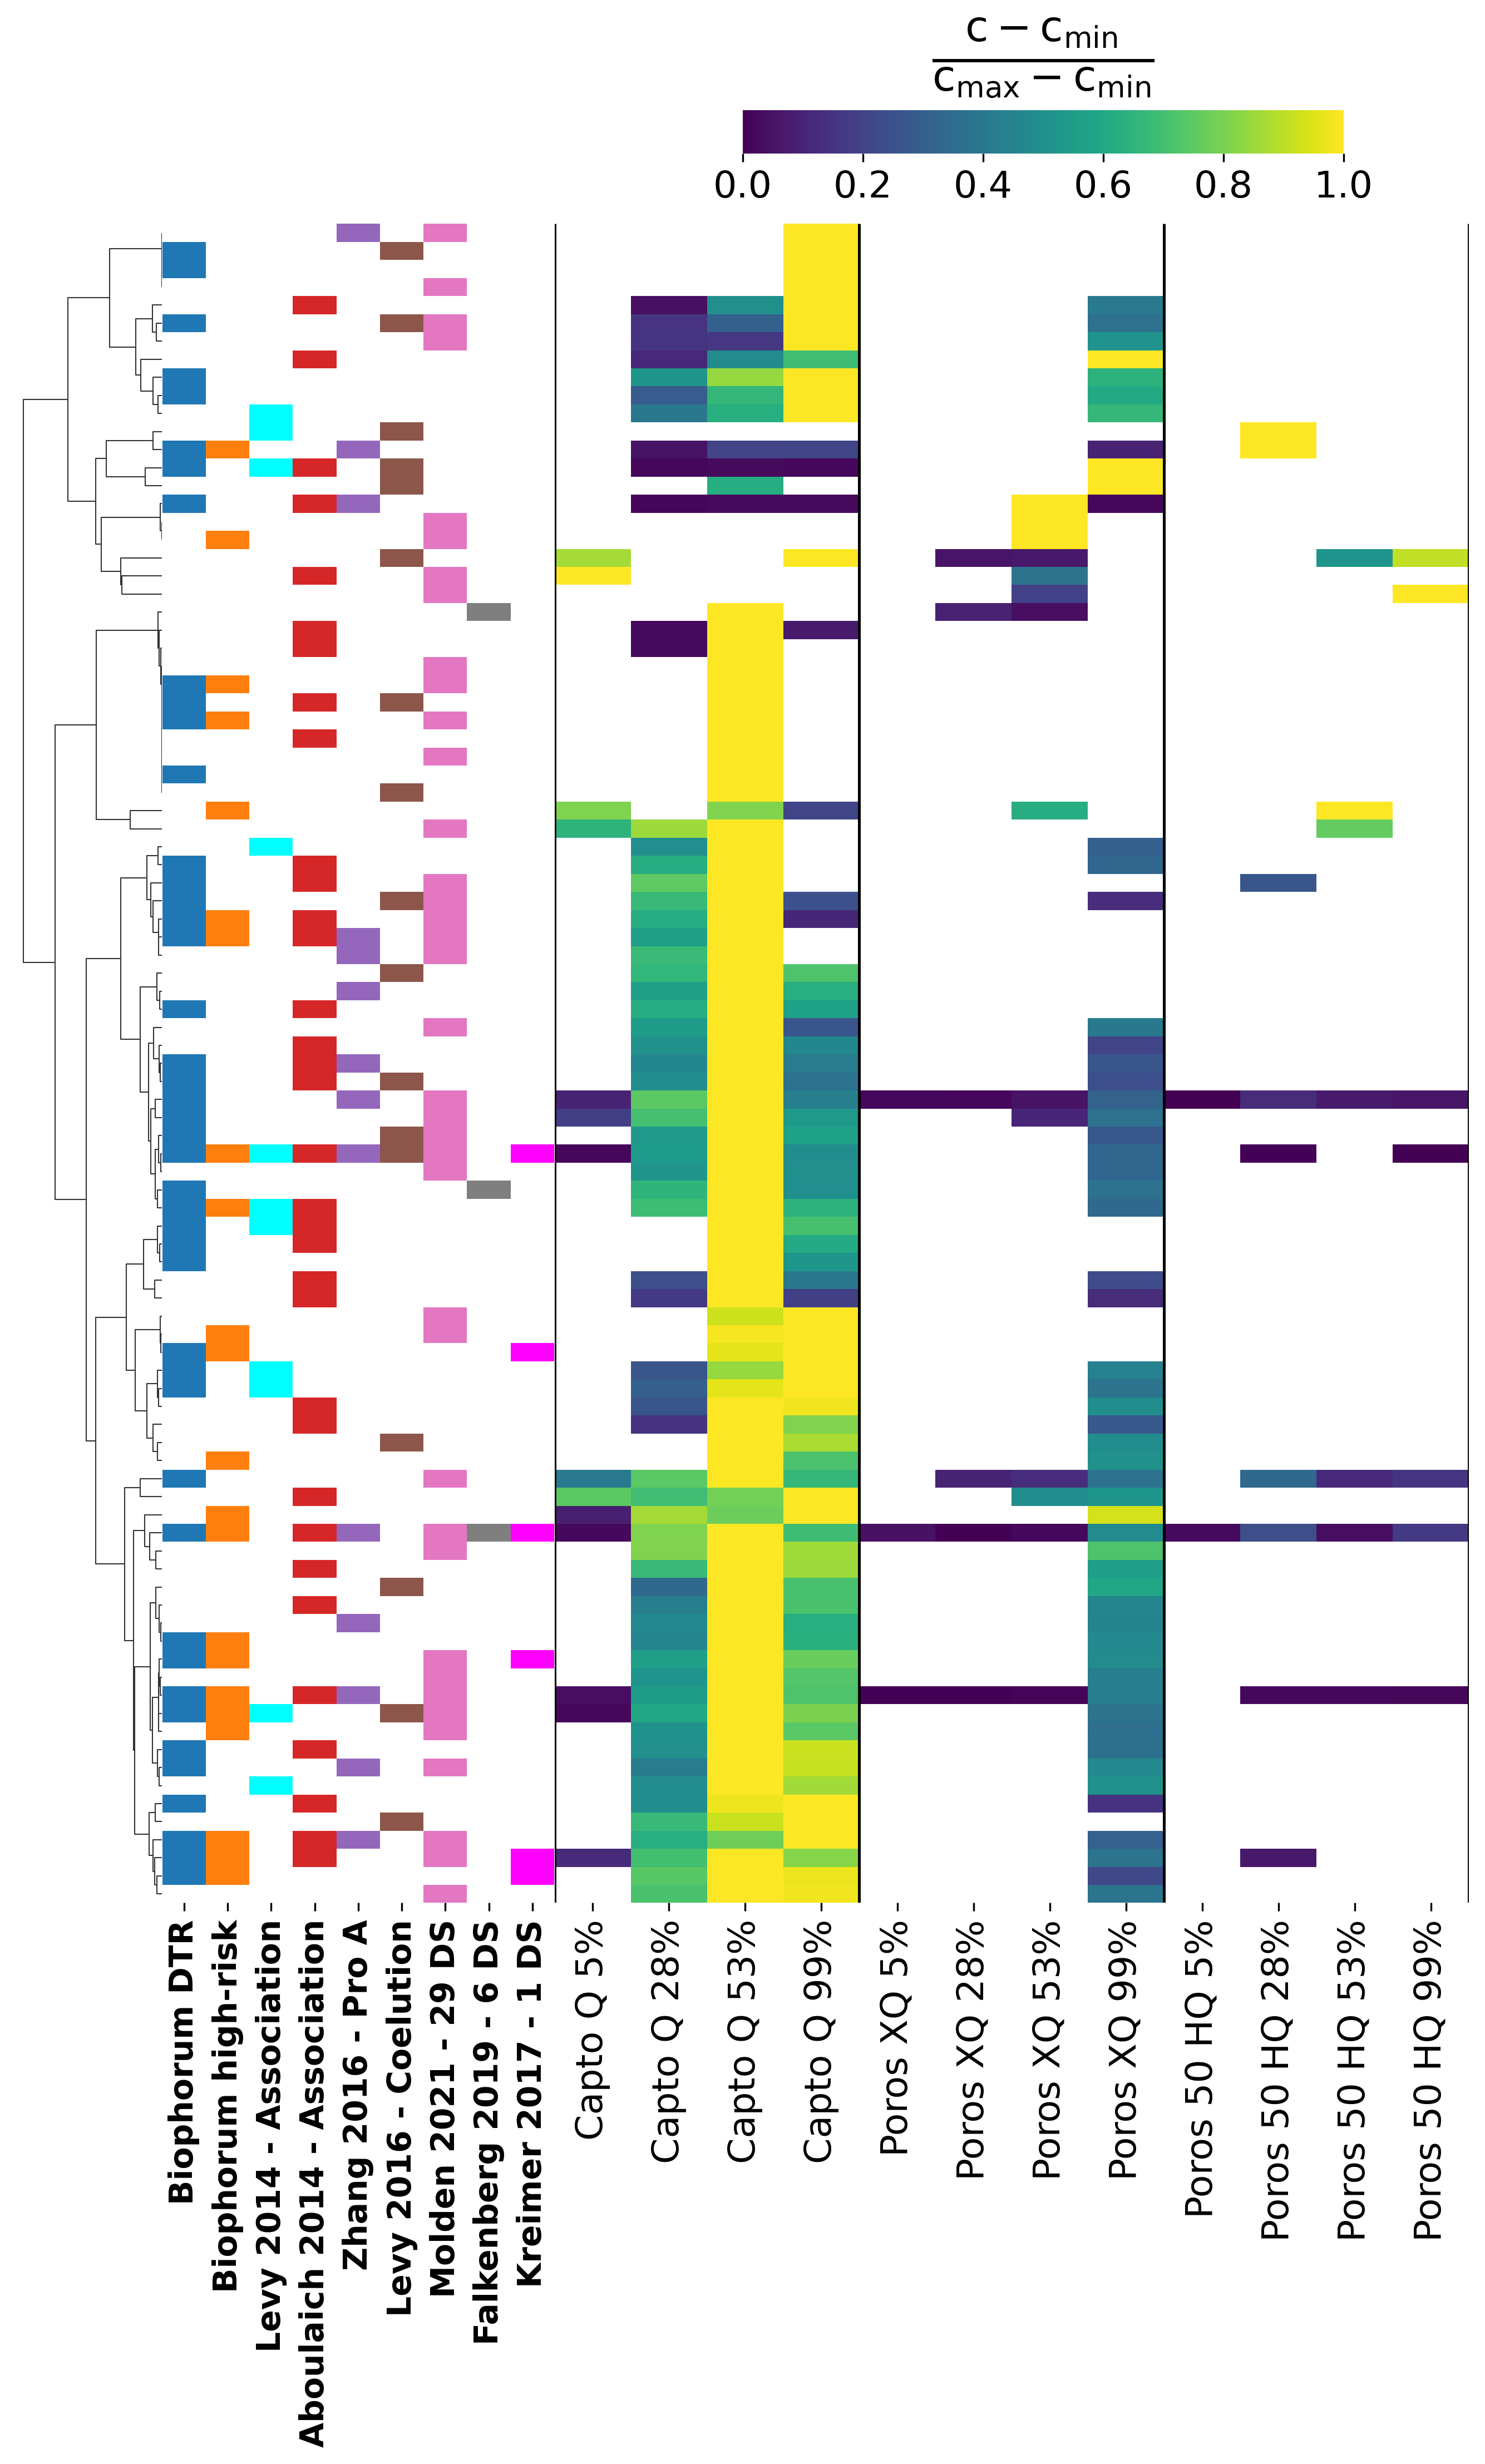 c − cmin
cmax − cmin
0.0 0.2 0.4 0.6 0.8 1.0
Biophorum DTR
Biophorum high-risk
Levy 2014 - Association
Aboulaich 2014 - Association
Zhang 2016 - Pro A
Levy 2016 - Coelution
Molden 2021 - 29 DS
Falkenberg 2019 - 6 DS
Kreimer 2017 - 1 DS
Capto Q 5%
Capto Q 28%
Capto Q 53%
Capto Q 99%
Poros XQ 5%
Poros XQ 28%
Poros XQ 53%
Poros XQ 99%
Poros 50 HQ 5%
Poros 50 HQ 28%
Poros 50 HQ 53%
Poros 50 HQ 99%